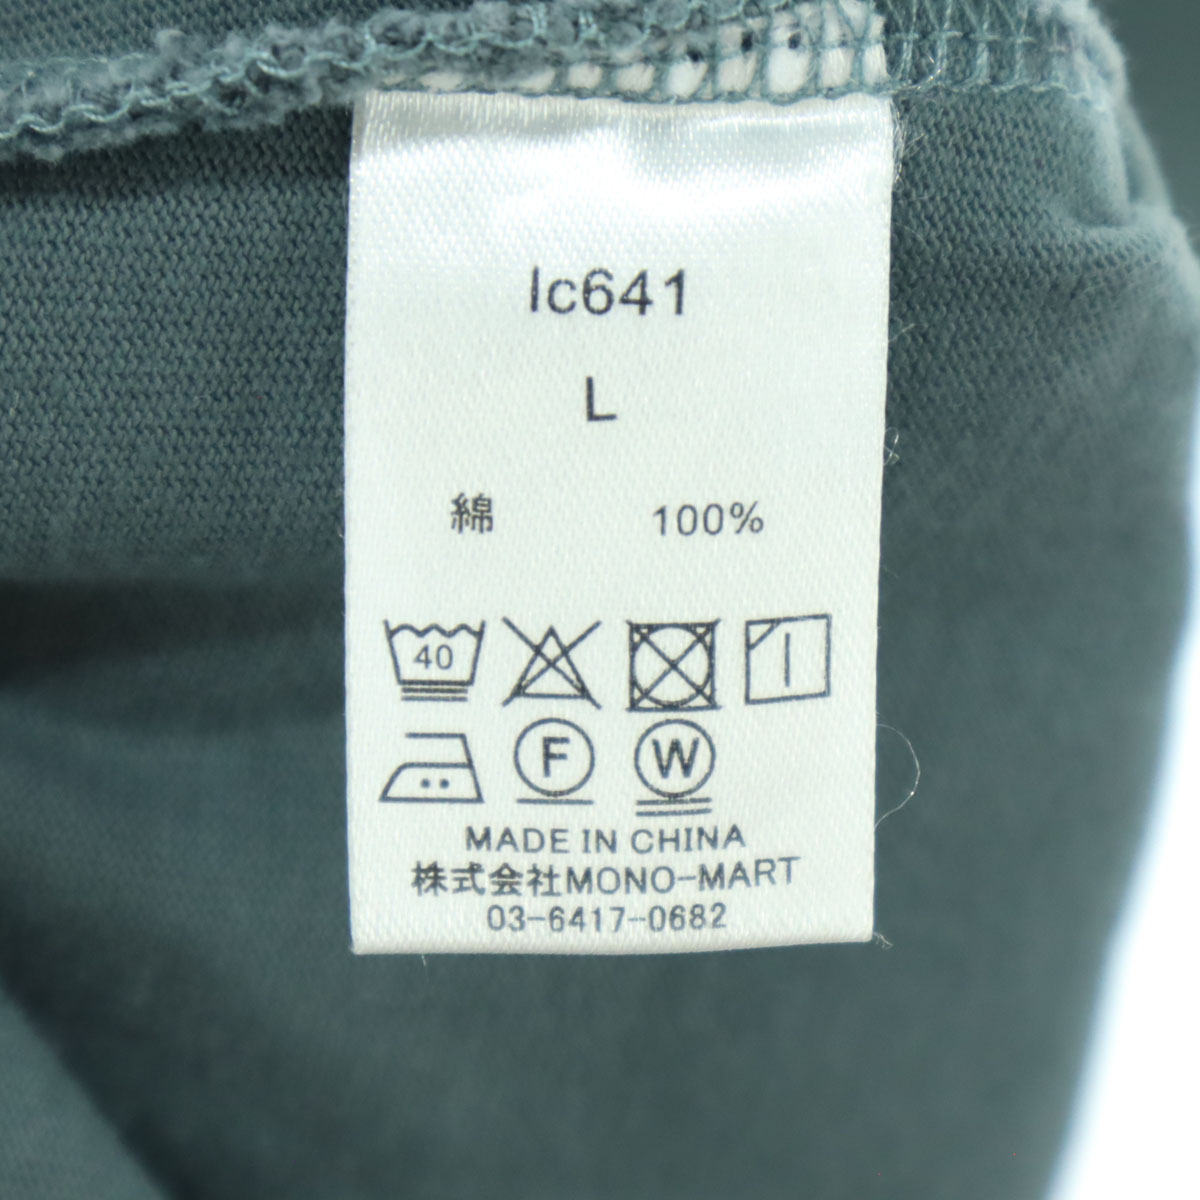 lc641
L
綿 100%
40
F W
MADE IN CHINA
株式会社MONO-MART
03-6417-0682